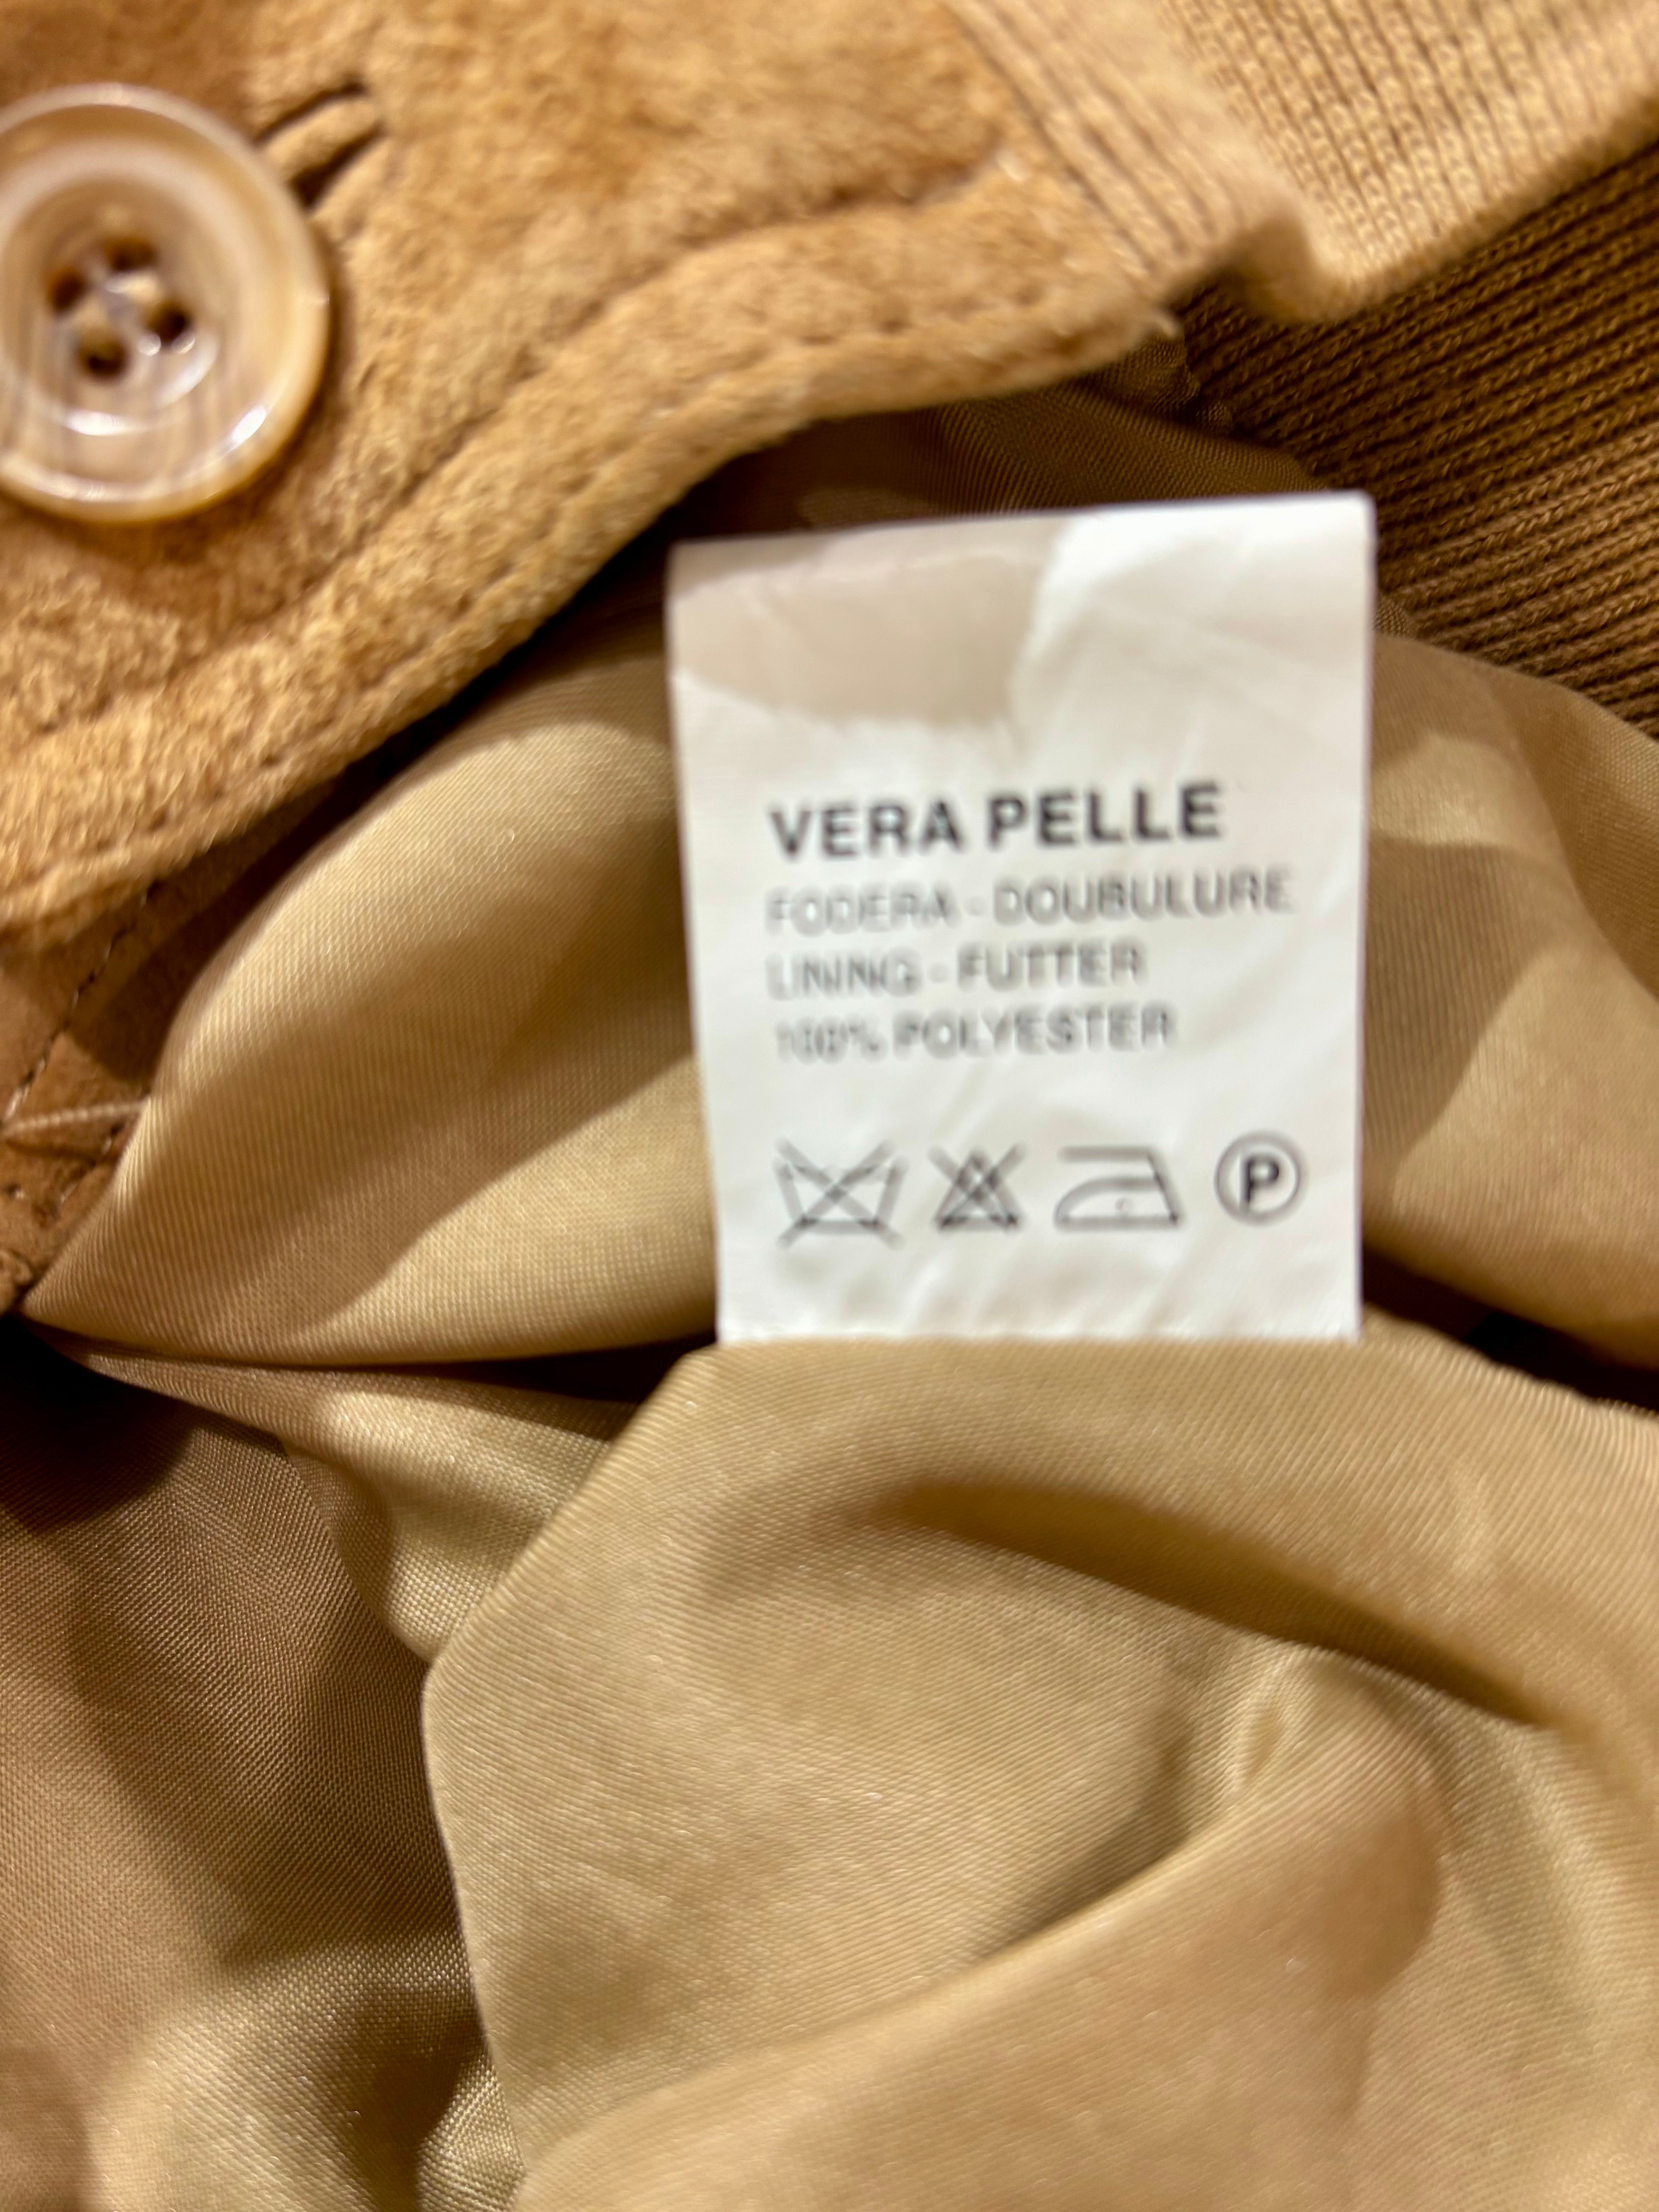 VERA PELLE
FODERA - DOUBULURE
LINING - FUTTER
100% POLYESTER
P